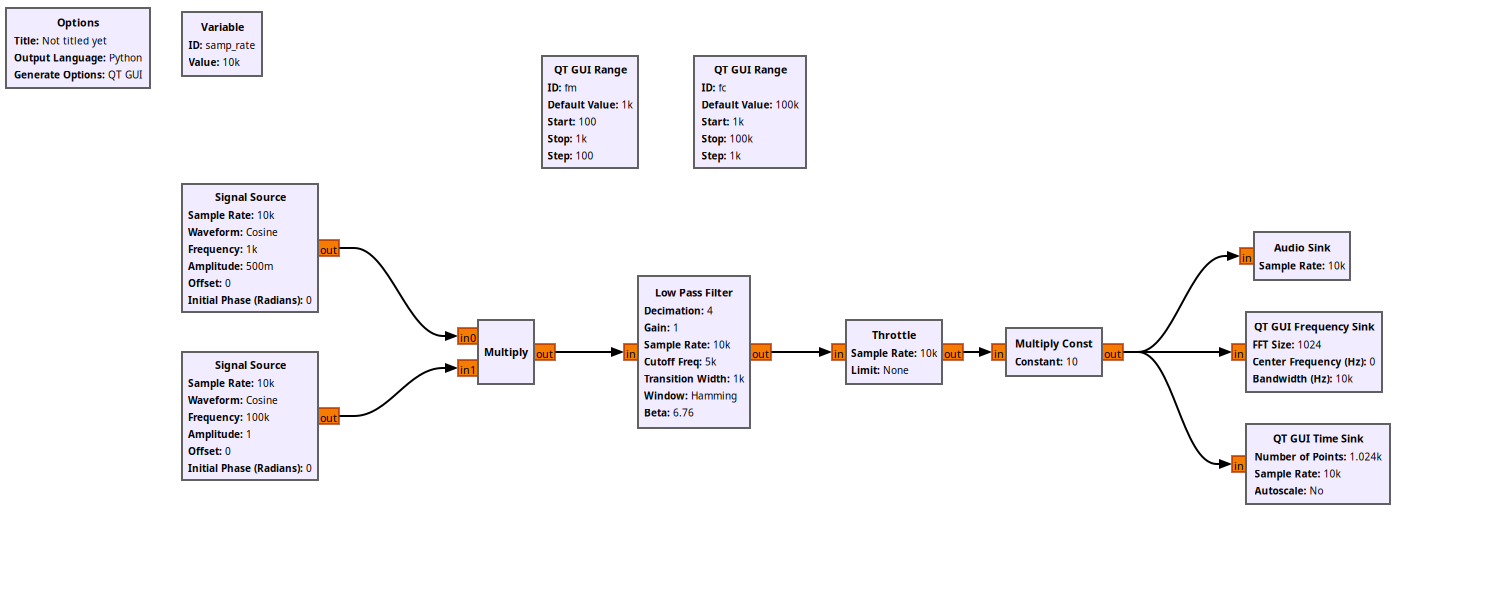 Options
Title: Not titled yet
Output Language: Python
Generate Options: QT GUI
Variable
ID: samp_rate
Value: 10k
QT GUI Range
ID: fm
Default Value: 1k
Start: 100
Stop: 1k
Step: 100
QT GUI Range
ID: fc
Default Value: 100k
Start: 1k
Stop: 100k
Step: 1k
Signal Source
Sample Rate: 10k
Waveform: Cosine
Frequency: 1k
Amplitude: 500m
Offset: 0
Initial Phase (Radians): 0
out
Signal Source
Sample Rate: 10k
Waveform: Cosine
Frequency: 100k
Amplitude: 1
Offset: 0
Initial Phase (Radians): 0
out
in0
in1
Multiply
out
in
Low Pass Filter
Decimation: 4
Gain: 1
Sample Rate: 10k
Cutoff Freq: 5k
Transition Width: 1k
Window: Hamming
Beta: 6.76
out
in
Throttle
Sample Rate: 10k
Limit: None
out
in
Multiply Const
Constant: 10
out
in
Audio Sink
Sample Rate: 10k
in
QT GUI Frequency Sink
FFT Size: 1024
Center Frequency (Hz): 0
Bandwidth (Hz): 10k
in
QT GUI Time Sink
Number of Points: 1.024k
Sample Rate: 10k
Autoscale: No